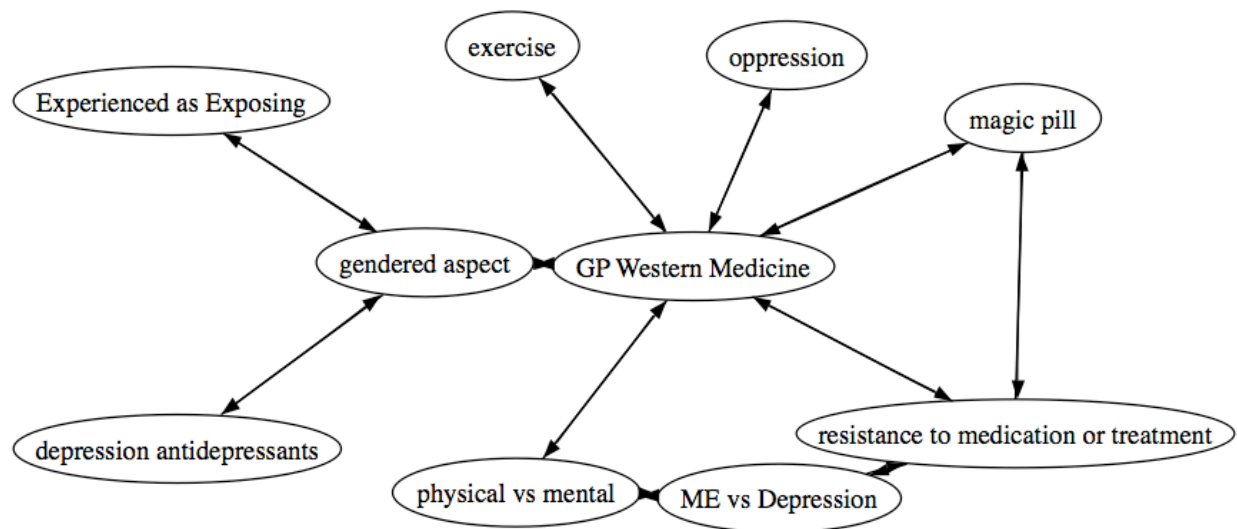 exercise
oppression
Experienced as Exposing
magic pill
gendered aspect
GP Western Medicine
depression antidepressants
resistance to medication or treatment
physical vs mental
ME vs Depression